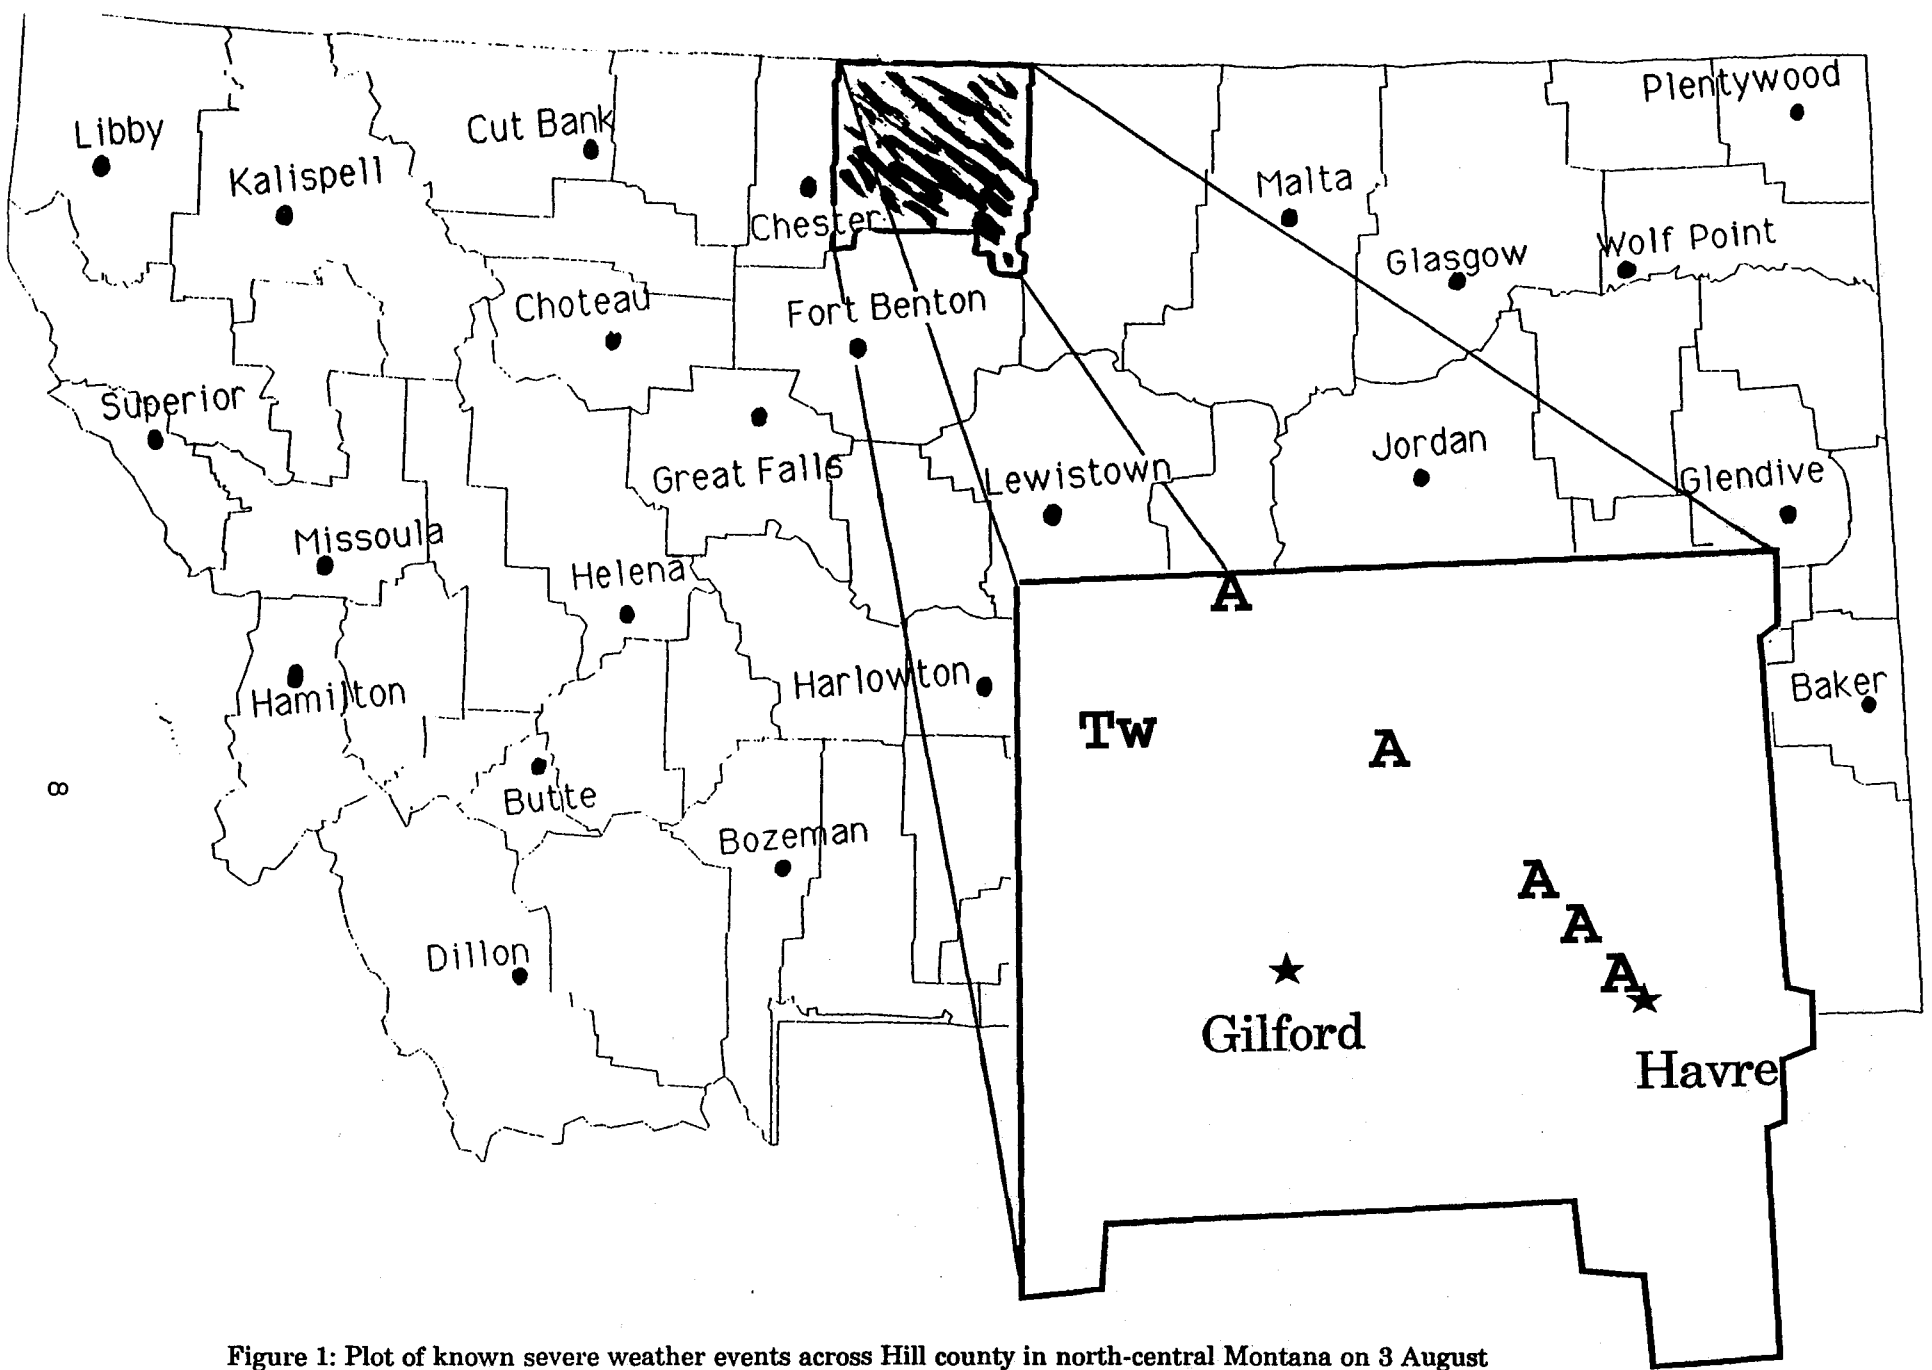 Plentywood
Libby
Cut Bank
Kalispell
Malta
Chester
Wolf Point
Glasgow
Choteau
Fort Benton
Superior
Jordan
Great Falls
Lewistown
Glendive
Missoula
Helena
A
Hamilton
Harlowton
Baker
Tw
A
8
Butte
Bozeman
A
A
Dillon
A
Gilford
Havre
Figure 1: Plot of known severe weather events across Hill county in north-central Montana on 3 August